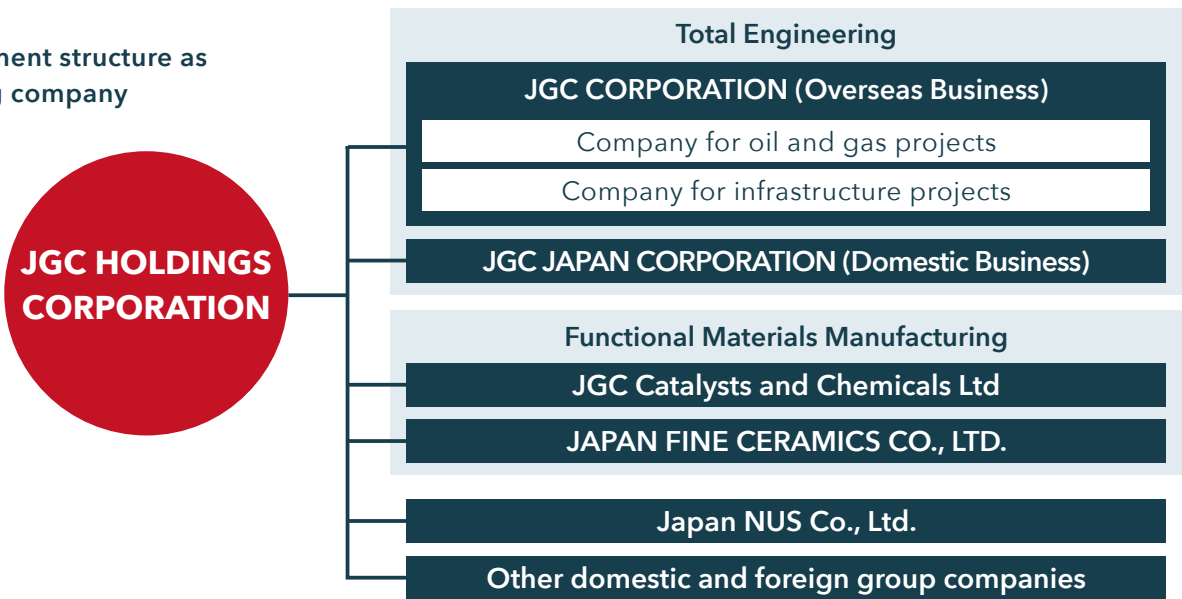 ment structure as
company
JGC HOLDINGS
CORPORATION
Total Engineering
JGC CORPORATION (Overseas Business)
Company for oil and gas projects
Company for infrastructure projects
JGC JAPAN CORPORATION (Domestic Business)
Functional Materials Manufacturing
JGC Catalysts and Chemicals Ltd
JAPAN FINE CERAMICS CO., LTD.
Japan NUS Co., Ltd.
Other domestic and foreign group companies